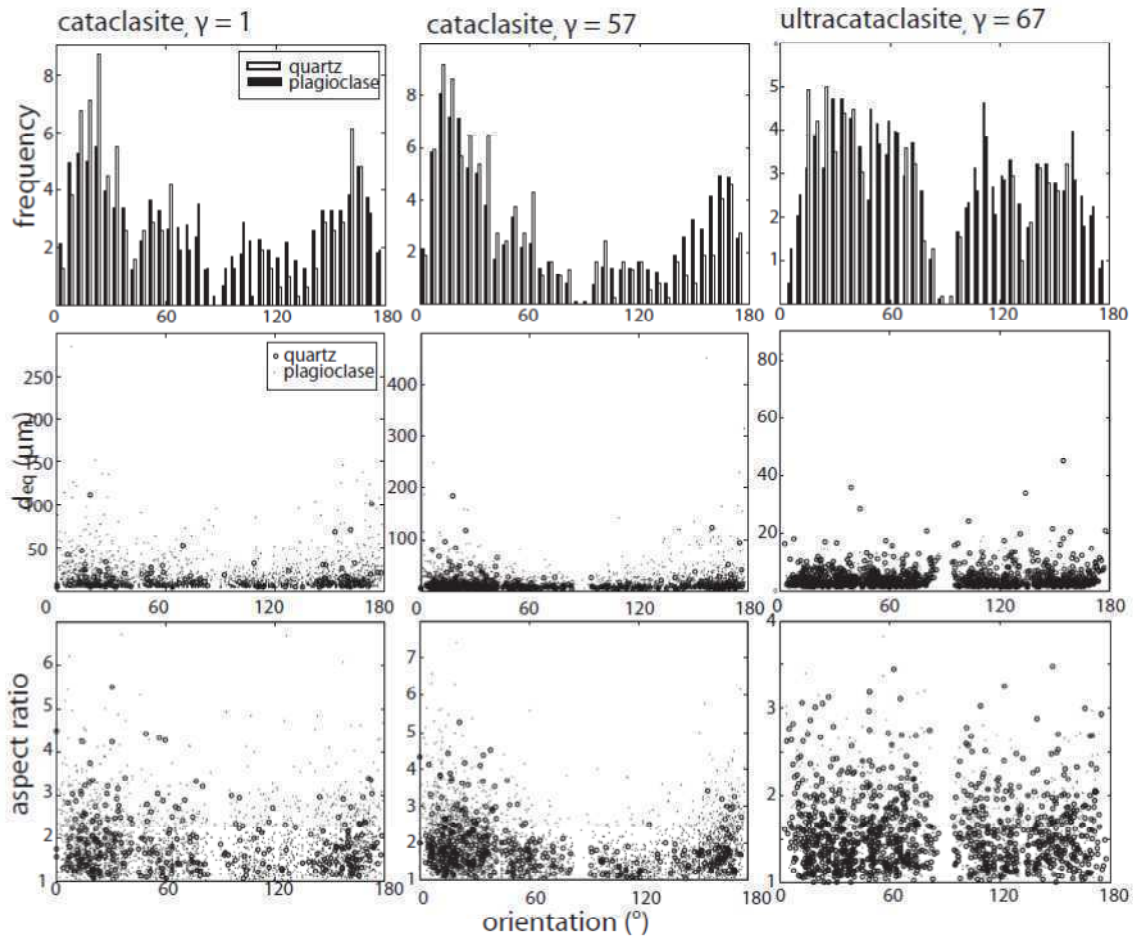 cataclasite, γ = 1
cataclasite, γ = 57
ultracataclasite, γ = 67
frequency
8
6
4
2
quartz
plagioclase
0 60 120 180
8
6
4
2
0 60 120 180
6
5
4
3
2
1
0 60 120 180
deq (µm)
250
200
150
100
50
quartz
plagioclase
0 60 120 180
400
300
200
100
0 60 120 180
80
60
40
20
0
0 60 120 180
aspect ratio
6
5
4
3
2
1
0 60 120 180
7
6
5
4
3
2
1
0 60 120 180
4
3
2
1
0 60 120 180
orientation (°)